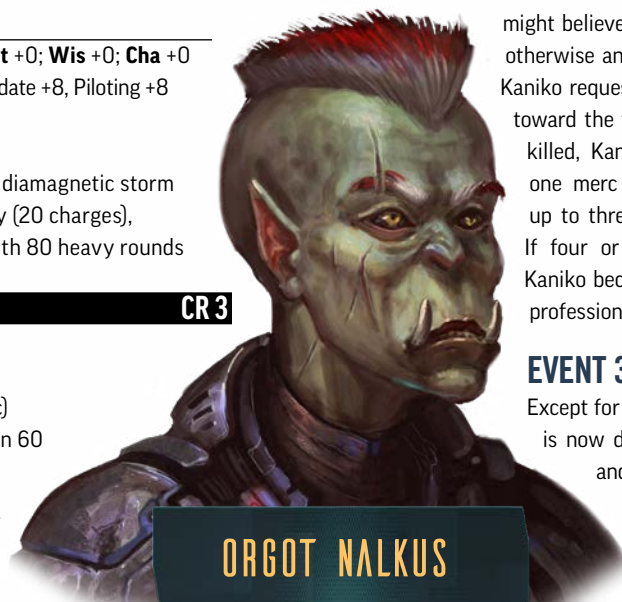 t +0; Wis +0; Cha +0
date +8, Piloting +8
diamagnetic storm
y (20 charges),
th 80 heavy rounds
CR 3
c)
n 60
might believe
otherwise an
Kaniko reques
toward the
killed, Kan
one merc
up to thre
If four or
Kaniko bec
profession
EVENT 3
Except for
is now d
and
ORGOT NALKUS